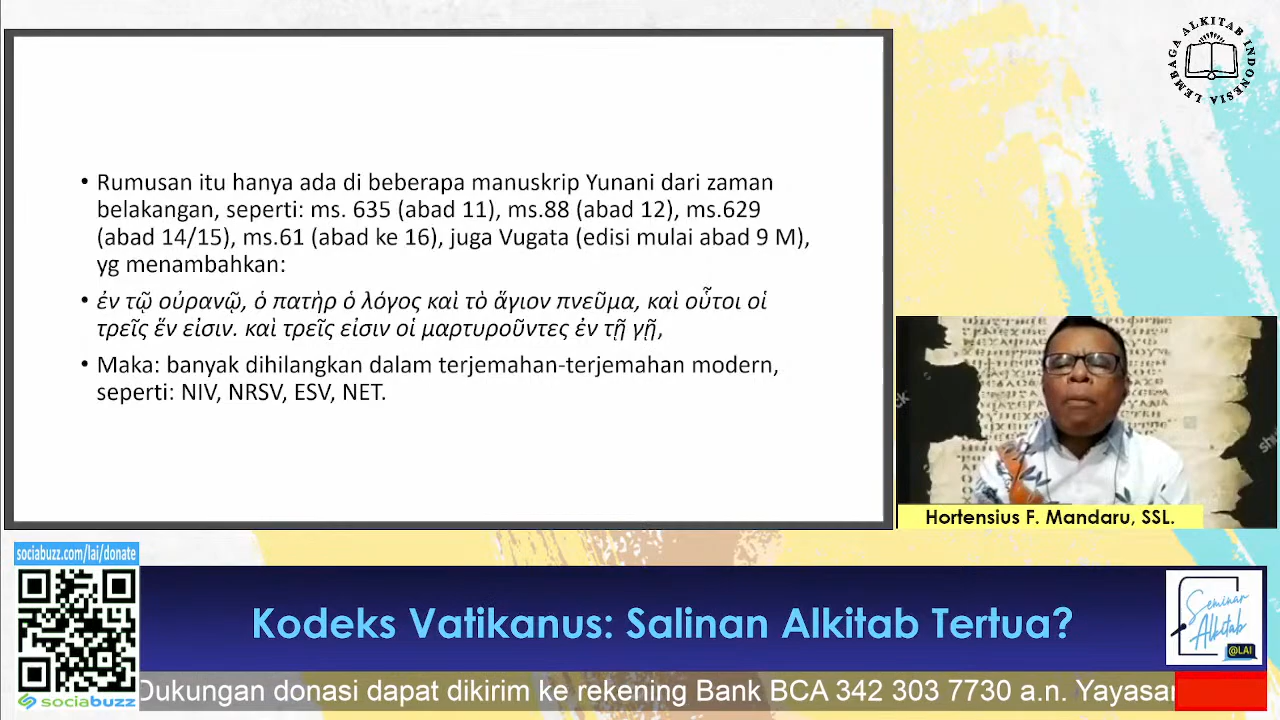 LEMBAGA ALKITAB INDONESIA
• Rumusan itu hanya ada di beberapa manuskrip Yunani dari zaman
belakangan, seperti: ms. 635 (abad 11), ms.88 (abad 12), ms.629
(abad 14/15), ms.61 (abad ke 16), juga Vugata (edisi mulai abad 9 M),
yg menambahkan:
• ἐν τῷ οὐρανῷ, ὁ πατὴρ ὁ λόγος καὶ τὸ ἅγιον πνεῦμα, καὶ οὗτοι οἱ
τρεῖς ἕν εἰσιν. καὶ τρεῖς εἰσιν οἱ μαρτυροῦντες ἐν τῇ γῇ,
• Maka: banyak dihilangkan dalam terjemahan-terjemahan modern,
seperti: NIV, NRSV, ESV, NET.
Hortensius F. Mandaru, SSL.
sociabuzz.com/lai/donate
Kodeks Vatikanus: Salinan Alkitab Tertua?
Seminar
Alkitab
@LAI
sociabuzz
Dukungan donasi dapat dikirim ke rekening Bank BCA 342 303 7730 a.n. Yayasan